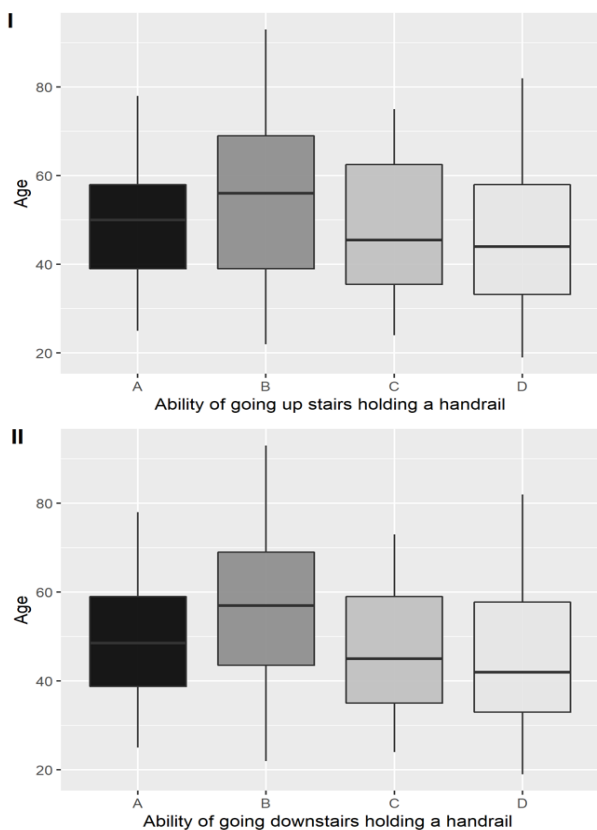 I
Age
80
60
40
20
A B C D
Ability of going up stairs holding a handrail
II
Age
80
60
40
20
A B C D
Ability of going downstairs holding a handrail